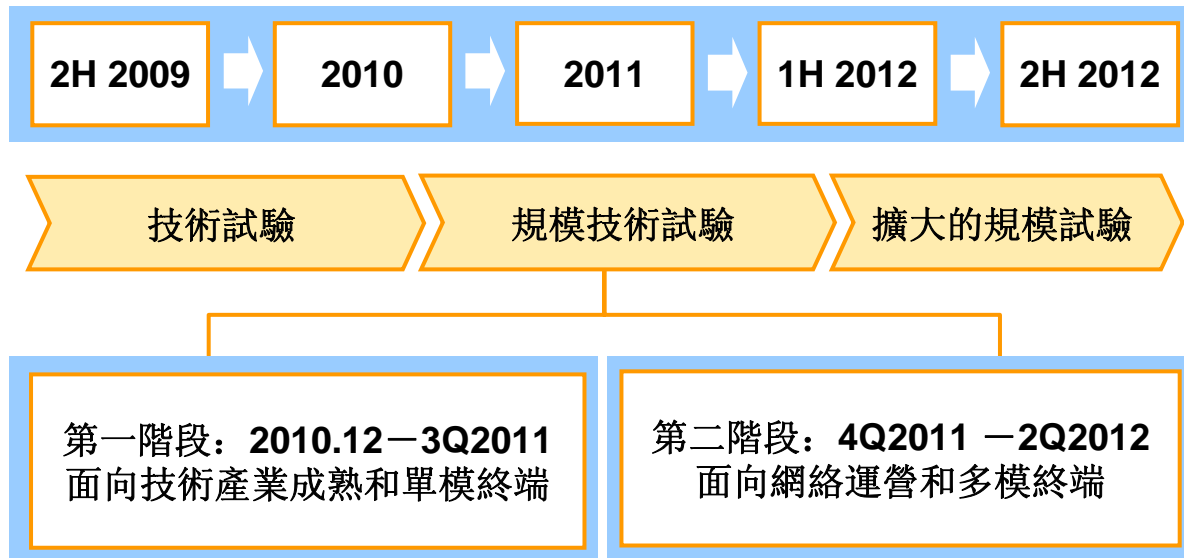 2H 2009
2010
2011
1H 2012
2H 2012
技術試驗
規模技術試驗
擴大的規模試驗
第一階段：2010.12－3Q2011
面向技術產業成熟和單模終端
第二階段：4Q2011 －2Q2012
面向網絡運營和多模終端